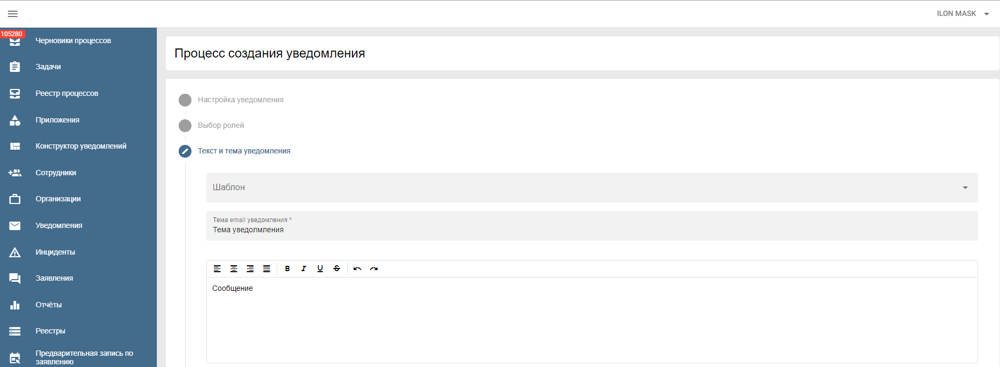 ILON MASK
105280
Черновики процессов
Задачи
Реестр процессов
Приложения
Конструктор уведомлений
Сотрудники
Организации
Уведомления
Инциденты
Заявления
Отчёты
Реестры
Предварительная запись по
заявлению
Процесс создания уведомления
Настройка уведомления
Выбор ролей
Текст и тема уведомления
Шаблон
Тема email уведомления *
Тема уведолмления
B I U S
Сообщение